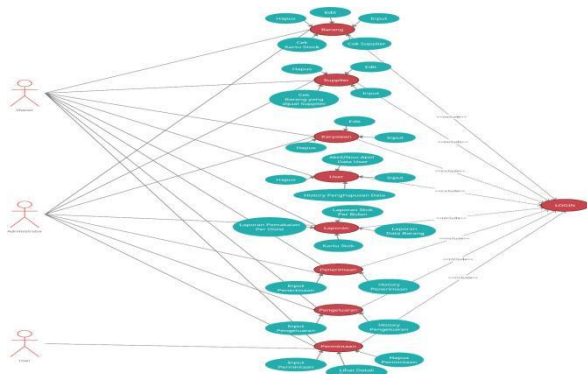 Edit
Hapus
Input
Barang
Cek
Kartu Stock
Cek Supplier
Hapus
Edit
Supplier
Cek
Barang yang
dijual Supplier
Input
Edit
Karyawan
Input
Hapus
Data User
User
Hapus
Input
History Penghapusan Data
Laporan Stok
Per Bulan
Laporan Pemakaian
Per Divisi
Laporan
Laporan
Data Barang
Kartu Stok
Penerimaan
Input
Penerimaan
History
Penerimaan
Pengeluaran
Input
Pengeluaran
History
Pengeluaran
Permintaan
Input
Permintaan
Hapus
Permintaan
Lihat Detail
LOGIN
Administrator